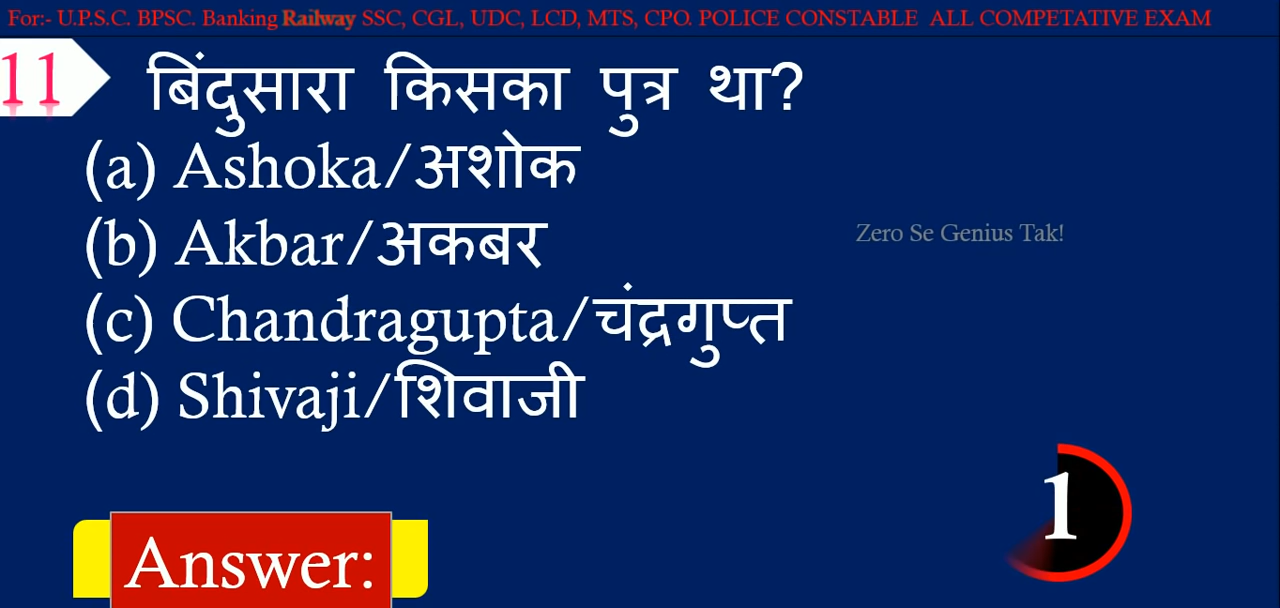 For:- U.P.S.C. BPSC. Banking Railway SSC, CGL, UDC, LCD, MTS, CPO. POLICE CONSTABLE ALL COMPETATIVE EXAM
11 बिंदुसारा किसका पुत्र था?
(a) Ashoka/अशोक
(b) Akbar/अकबर
Zero Se Genius Tak!
(c) Chandragupta/चंद्रगुप्त
(d) Shivaji/शिवाजी
1
Answer: